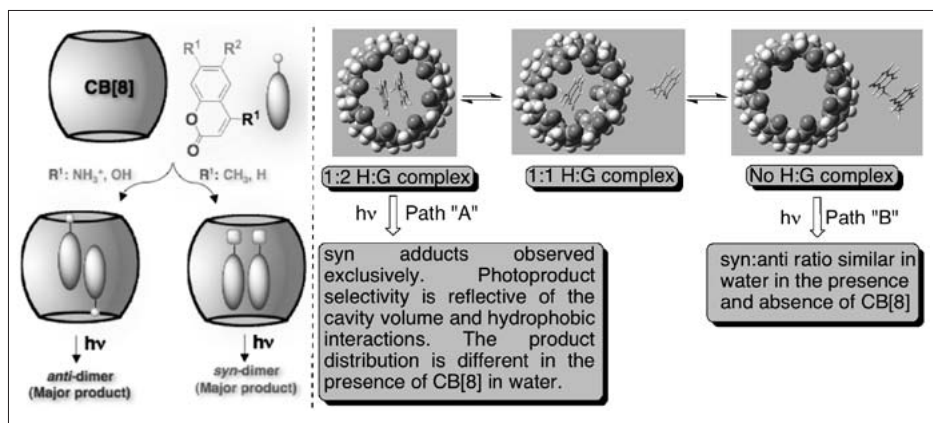 CB[8]
R¹
R²
R¹
O
O
R¹: NH₃⁺, OH
R¹: CH₃, H
hν
hν
anti-dimer
(Major product)
syn-dimer
(Major product)
1:2 H:G complex
1:1 H:G complex
No H:G complex
hν
Path "A"
hν
Path "B"
syn adducts observed
exclusively. Photoproduct
selectivity is reflective of the
cavity volume and hydrophobic
interactions. The product
distribution is different in the
presence of CB[8] in water.
syn:anti ratio similar in
water in the presence
and absence of CB[8]